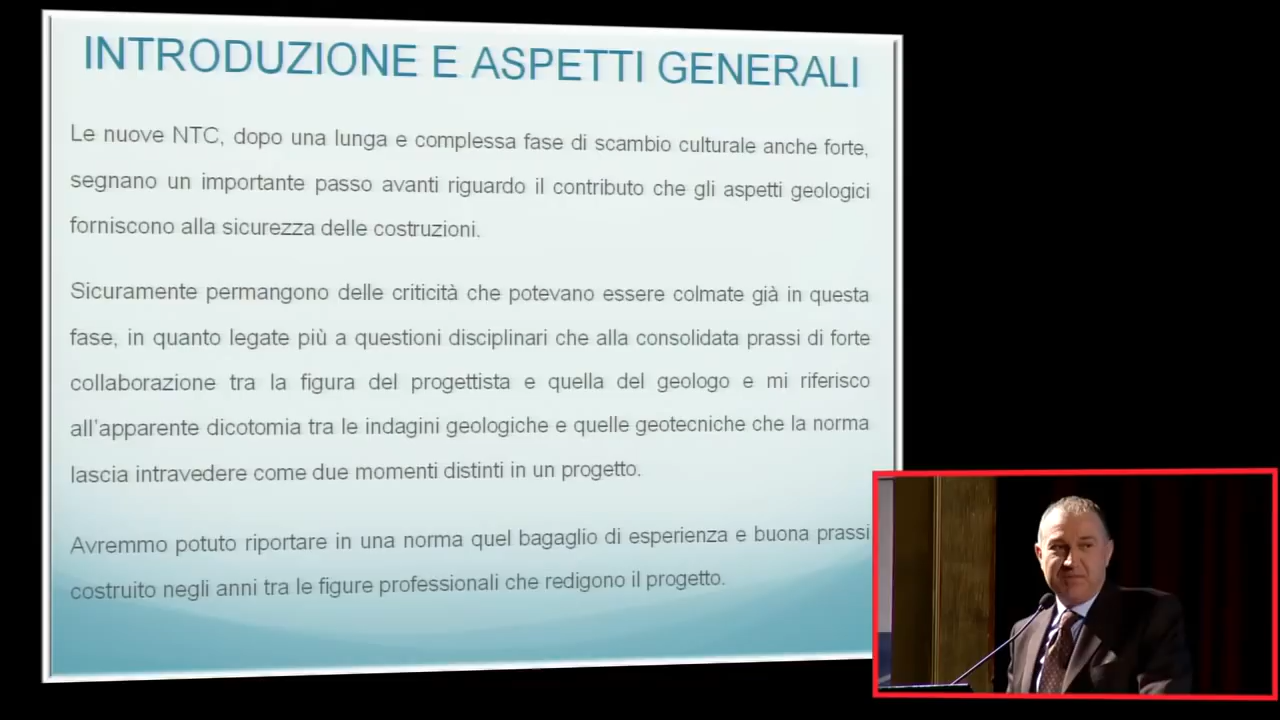 INTRODUZIONE E ASPETTI GENERALI
Le nuove NTC, dopo una lunga e complessa fase di scambio culturale anche forte,
segnano un importante passo avanti riguardo il contributo che gli aspetti geologici
forniscono alla sicurezza delle costruzioni.
Sicuramente permangono delle criticità che potevano essere colmate già in questa
fase, in quanto legate più a questioni disciplinari che alla consolidata prassi di forte
collaborazione tra la figura del progettista e quella del geologo e mi riferisco
all'apparente dicotomia tra le indagini geologiche e quelle geotecniche che la norma
lascia intravedere come due momenti distinti in un progetto.
Avremmo potuto riportare in una norma quel bagaglio di esperienza e buona prassi
costruito negli anni tra le figure professionali che redigono il progetto.